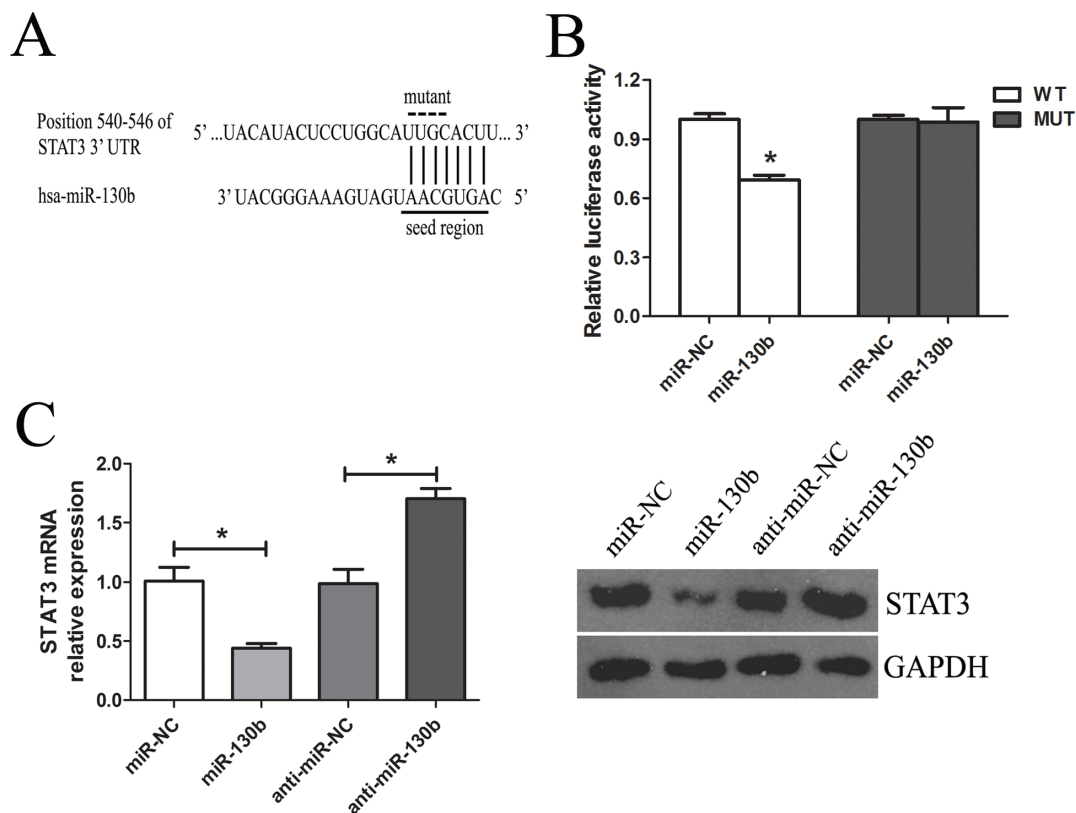 A
mutant
Position 540-546 of
STAT3 3' UTR
5' ...UACAUACUCCUGGCAUUGCACUU... 3'
hsa-miR-130b
3' UACGGGAAAGUAGUAACGUGAC 5'
seed region
B
Relative luciferase activity
1.2
0.9
0.6
0.3
0.0
*
WT
MUT
miR-NC
miR-130b
miR-NC
miR-130b
C
STAT3 mRNA
relative expression
2.0
1.5
1.0
0.5
0.0
*
*
miR-NC
miR-130b
anti-miR-NC
anti-miR-130b
miR-NC
miR-130b
anti-miR-NC
anti-miR-130b
STAT3
GAPDH